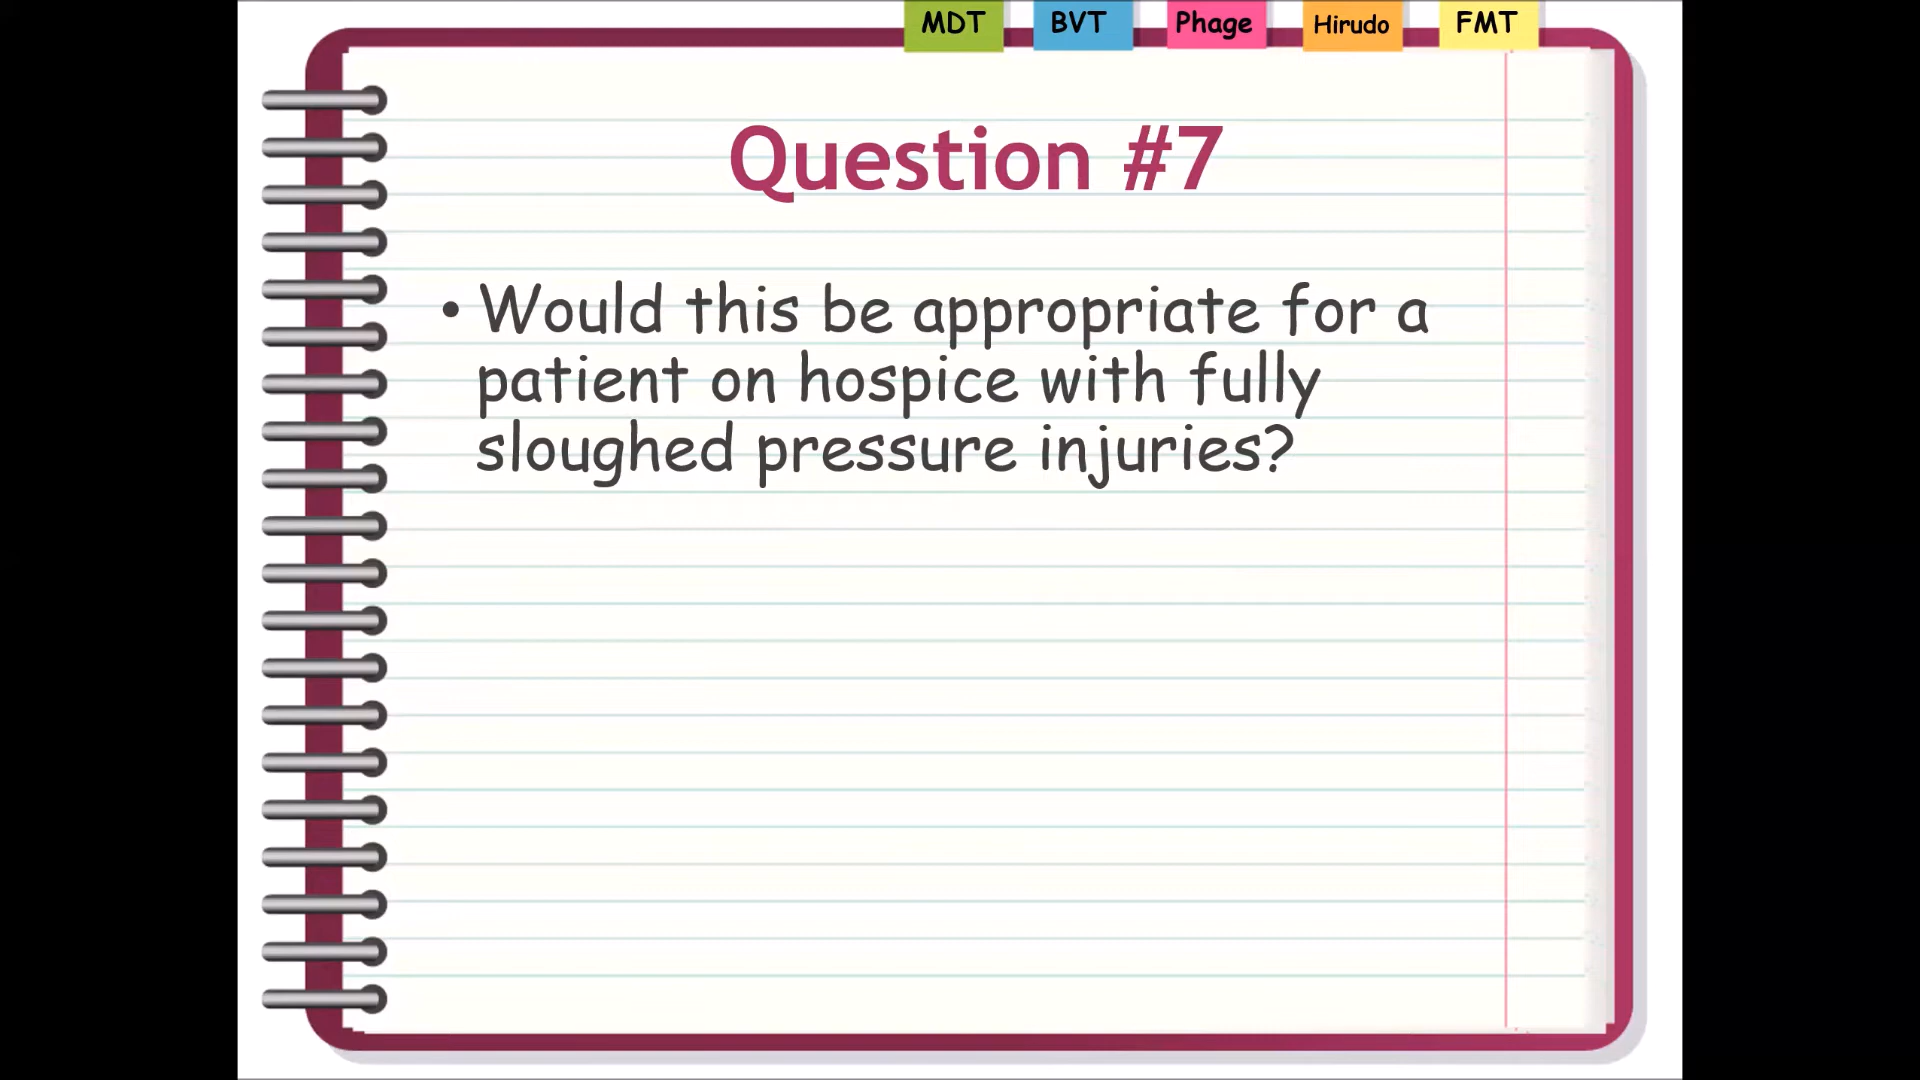 MDT BVT Phage Hirudo FMT
Question #7
• Would this be appropriate for a
patient on hospice with fully
sloughed pressure injuries?